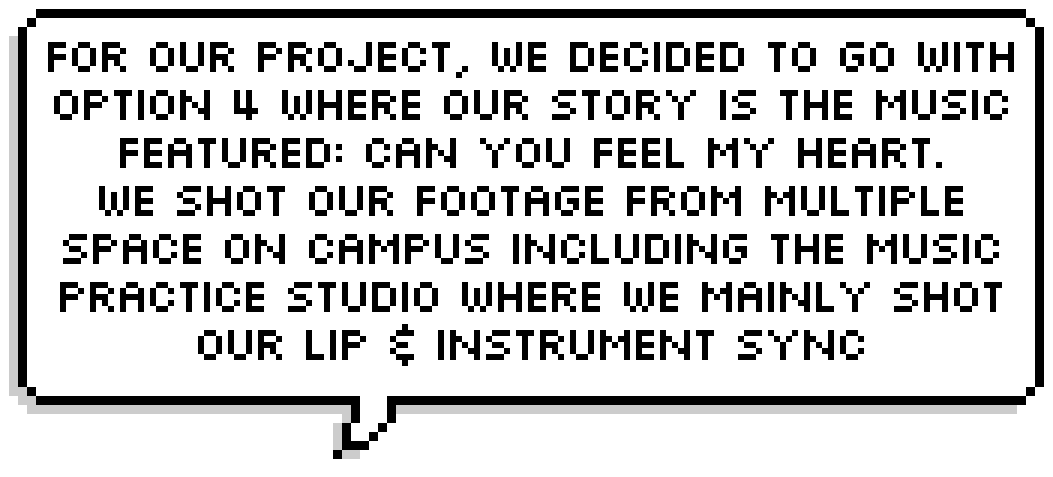 FOR OUR PROJECT, WE DECIDED TO GO WITH
OPTION 4 WHERE OUR STORY IS THE MUSIC
FEATURED: CAN YOU FEEL MY HEART.
WE SHOT OUR FOOTAGE FROM MULTIPLE
SPACE ON CAMPUS INCLUDING THE MUSIC
PRACTICE STUDIO WHERE WE MAINLY SHOT
OUR LIP & INSTRUMENT SYNC